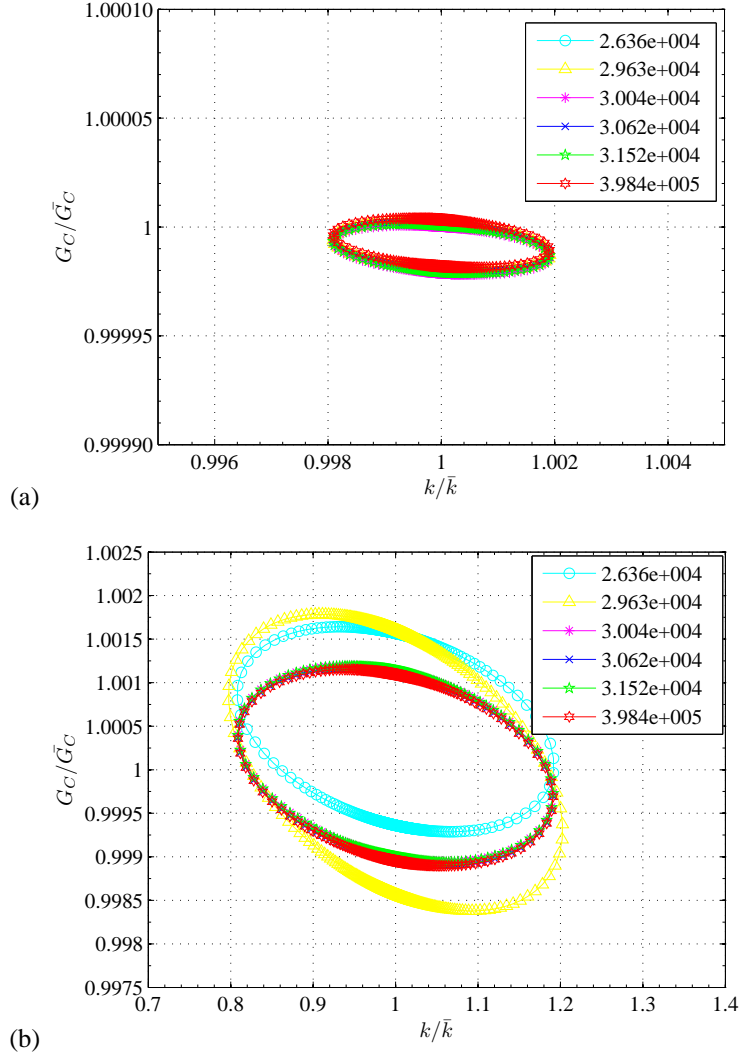 1.00010
1.00005
1
0.99995
0.99990
G_C/Ḡ_C
2.636e+004
2.963e+004
3.004e+004
3.062e+004
3.152e+004
3.984e+005
0.996 0.998 1 1.002 1.004
k/k̄
(a)
1.0025
1.002
1.0015
1.001
1.0005
1
0.9995
0.999
0.9985
0.998
0.9975
G_C/Ḡ_C
2.636e+004
2.963e+004
3.004e+004
3.062e+004
3.152e+004
3.984e+005
0.7 0.8 0.9 1 1.1 1.2 1.3 1.4
k/k̄
(b)